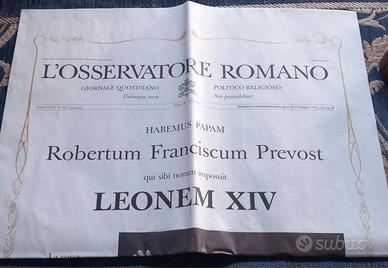 L'OSSERVATORE ROMANO
GIORNALE QUOTIDIANO POLITICO RELIGIOSO
Unicuique suum Non praevalebunt
HABEMUS PAPAM
Robertum Franciscum Prevost
qui sibi nomen imposuit
LEONEM XIV
subito